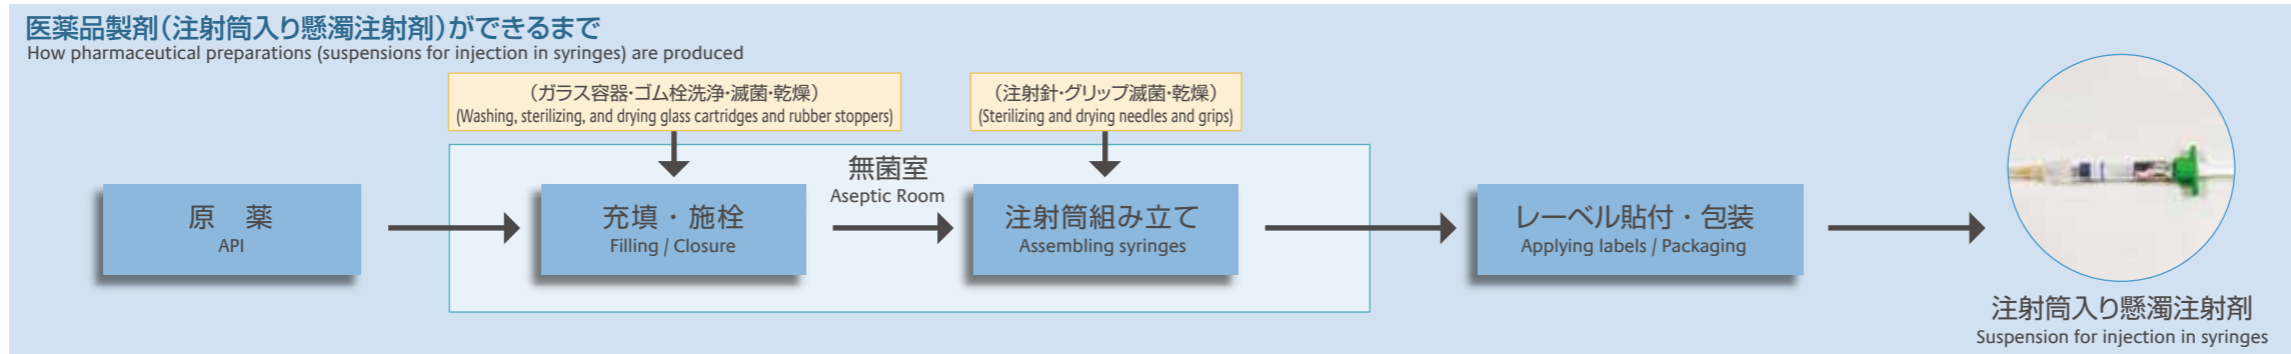 医薬品製剤（注射筒入り懸濁注射剤）ができるまで
How pharmaceutical preparations (suspensions for injection in syringes) are produced
（ガラス容器・ゴム栓洗浄・滅菌・乾燥）
(Washing, sterilizing, and drying glass cartridges and rubber stoppers)
（注射針・グリップ滅菌・乾燥）
(Sterilizing and drying needles and grips)
無菌室
Aseptic Room
原　薬
API
充填・施栓
Filling / Closure
注射筒組み立て
Assembling syringes
レーベル貼付・包装
Applying labels / Packaging
注射筒入り懸濁注射剤
Suspension for injection in syringes